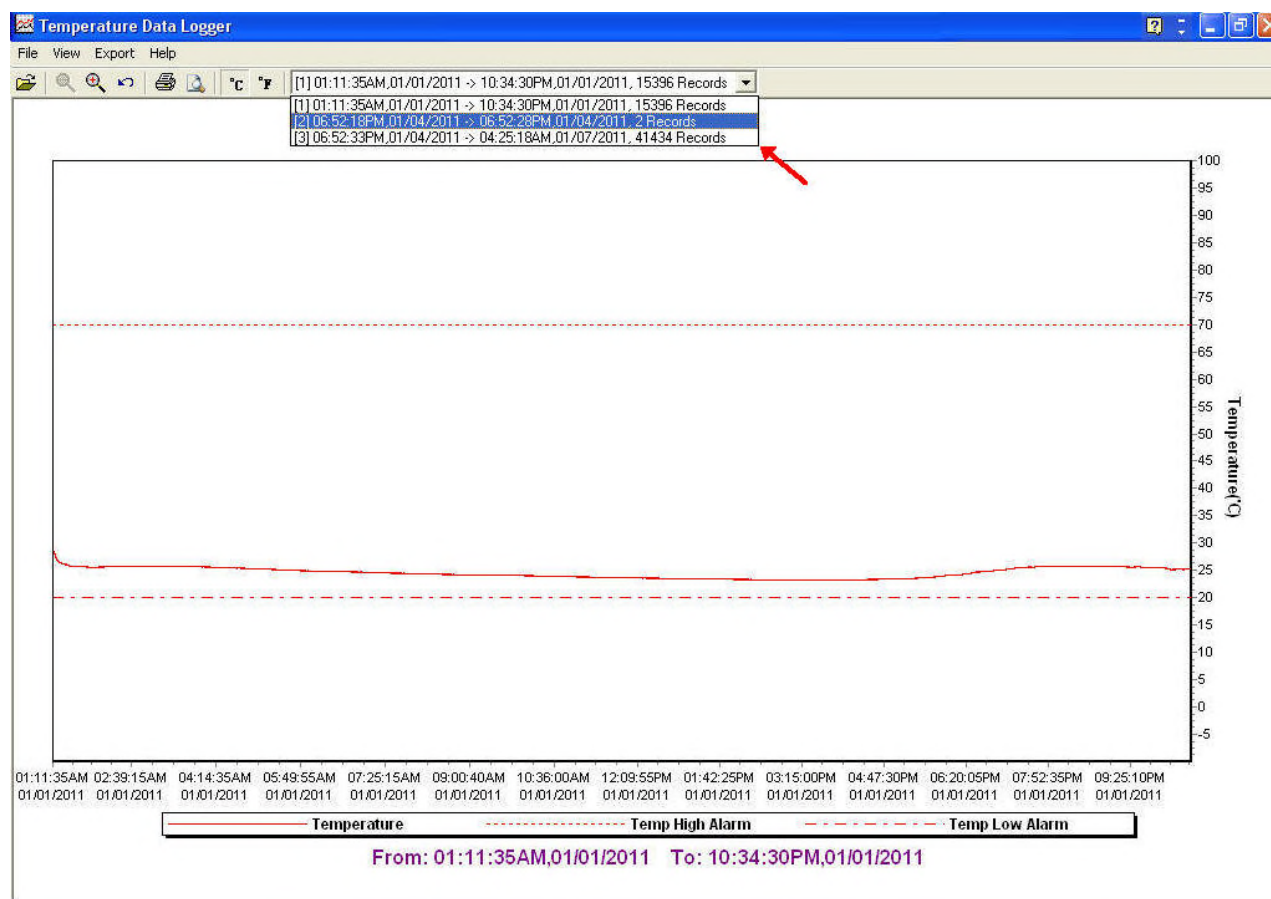 Temperature Data Logger
File View Export Help
°C °F [1] 01:11:35AM,01/01/2011 -> 10:34:30PM,01/01/2011, 15396 Records
[1] 01:11:35AM,01/01/2011 -> 10:34:30PM,01/01/2011, 15396 Records
[2] 06:52:18PM,01/04/2011 -> 06:52:28PM,01/04/2011, 2 Records
[3] 06:52:33PM,01/04/2011 -> 04:25:18AM,01/07/2011, 41434 Records
100
95
90
85
80
75
70
65
60
55
50
45
40
35
30
25
20
15
10
5
0
-5
Temperature(°C)
01:11:35AM 02:39:15AM 04:14:35AM 05:49:55AM 07:25:15AM 09:00:40AM 10:36:00AM 12:09:55PM 01:42:25PM 03:15:00PM 04:47:30PM 06:20:05PM 07:52:35PM 09:25:10PM
01/01/2011 01/01/2011 01/01/2011 01/01/2011 01/01/2011 01/01/2011 01/01/2011 01/01/2011 01/01/2011 01/01/2011 01/01/2011 01/01/2011 01/01/2011 01/01/2011
Temperature Temp High Alarm Temp Low Alarm
From: 01:11:35AM,01/01/2011 To: 10:34:30PM,01/01/2011